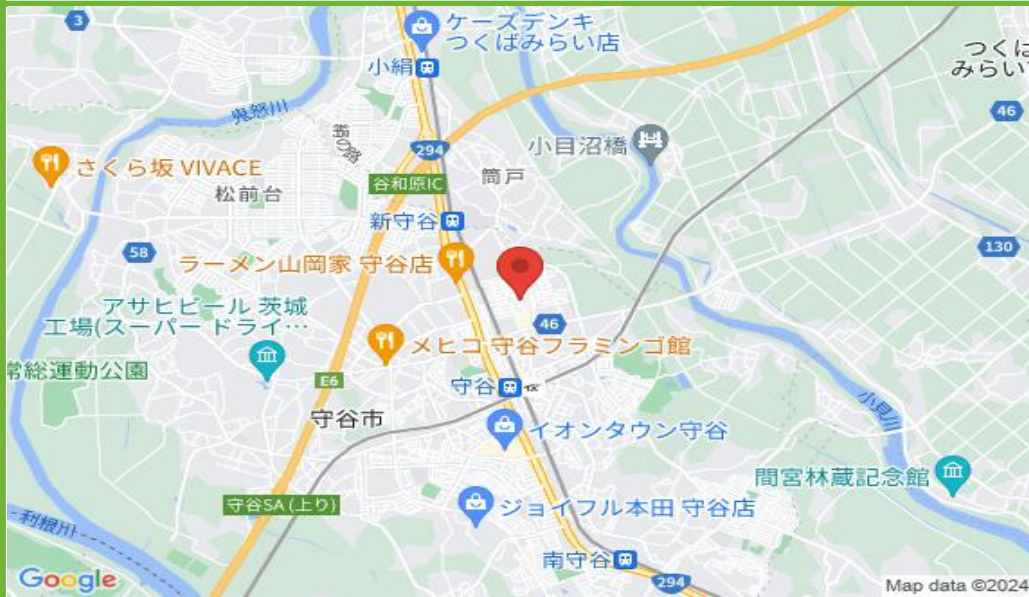 3
ケーズデンキ
つくばみらい店
小絹
つくば
みらい
46
鬼怒川
294
小目沼橋
さくら坂 VIVACE
松前台
谷和原IC
筒戸
新守谷
130
58
ラーメン山岡家 守谷店
アサヒビール 茨城
工場(スーパードライ…
46
メヒコ 守谷フラミンゴ館
常総運動公園
E6
守谷
小貝川
守谷市
イオンタウン守谷
間宮林蔵記念館
守谷SA (上り)
ジョイフル本田 守谷店
利根川
南守谷
294
Google
Map data ©2024